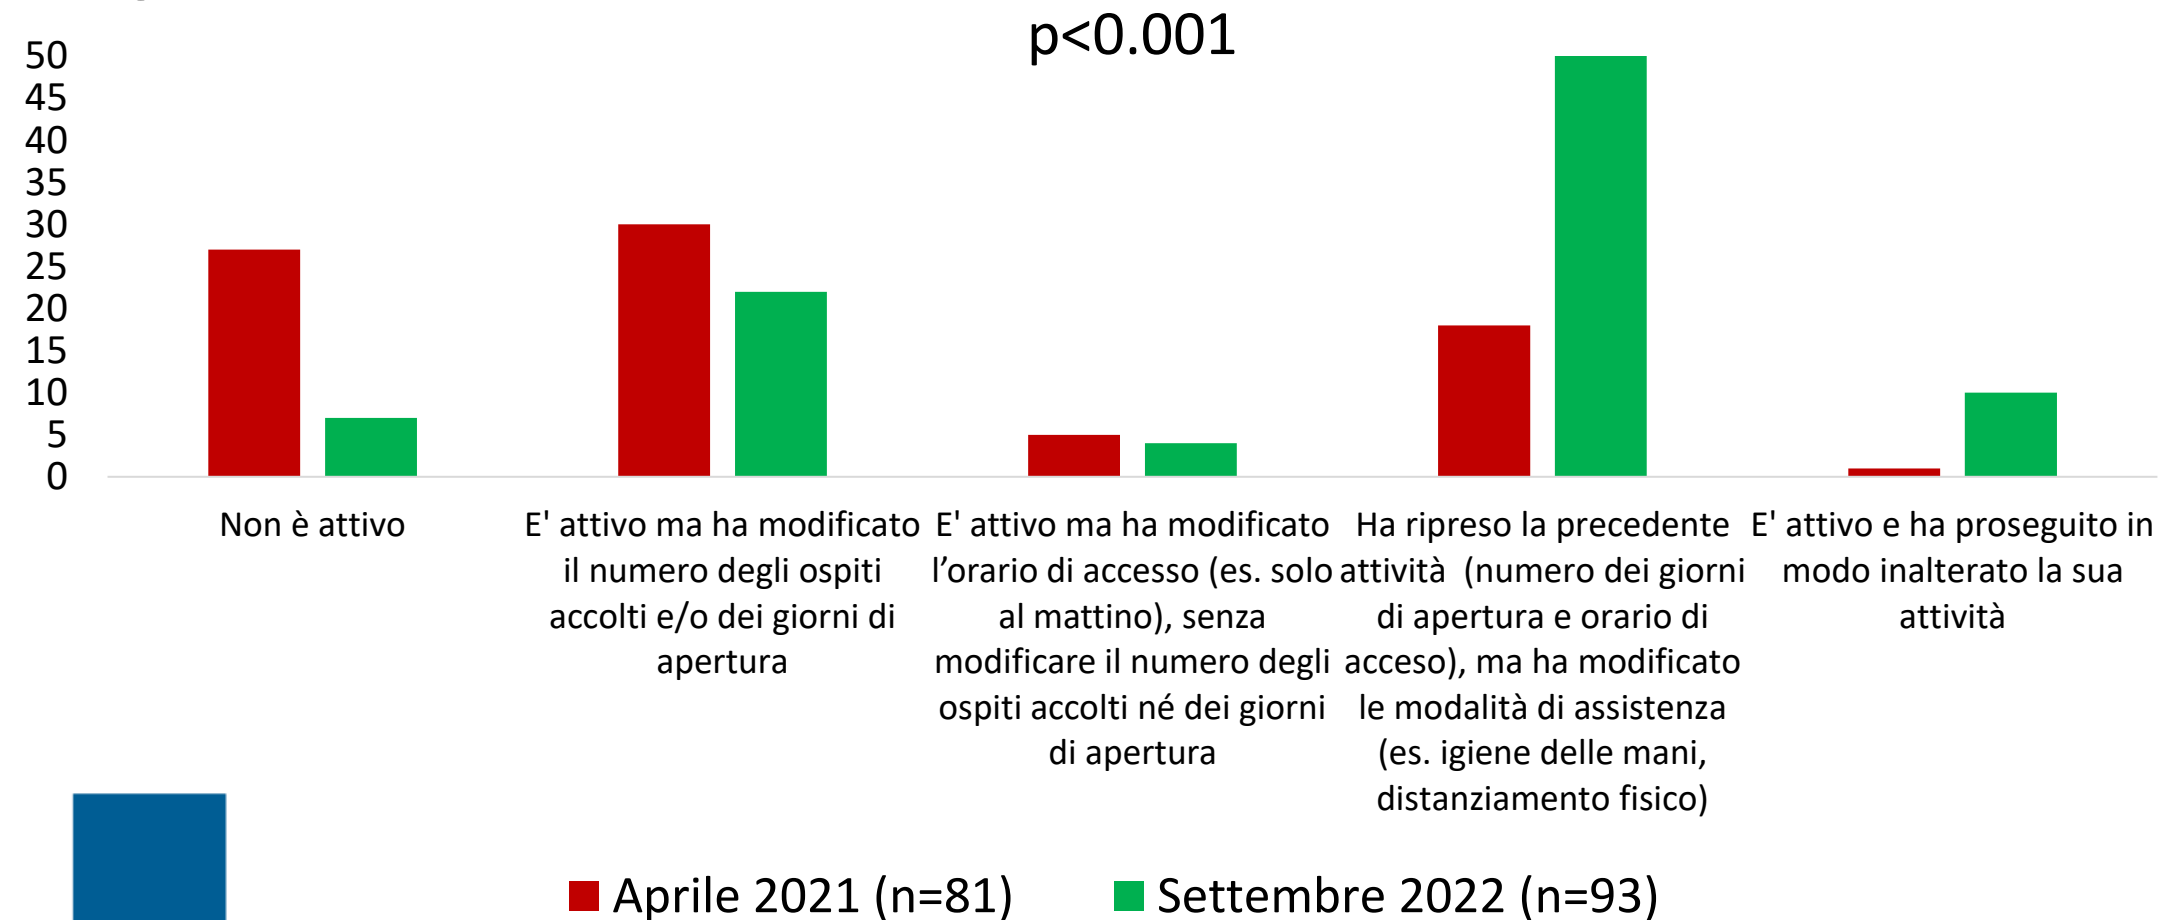 p<0.001
50
45
40
35
30
25
20
15
10
5
0
Non è attivo
E' attivo ma ha modificato
il numero degli ospiti
accolti e/o dei giorni di
apertura
E' attivo ma ha modificato
l’orario di accesso (es. solo
al mattino), senza
modificare il numero degli
ospiti accolti né dei giorni
di apertura
Ha ripreso la precedente
attività (numero dei giorni
di apertura e orario di
acceso), ma ha modificato
le modalità di assistenza
(es. igiene delle mani,
distanziamento fisico)
E' attivo e ha proseguito in
modo inalterato la sua
attività
Aprile 2021 (n=81)
Settembre 2022 (n=93)